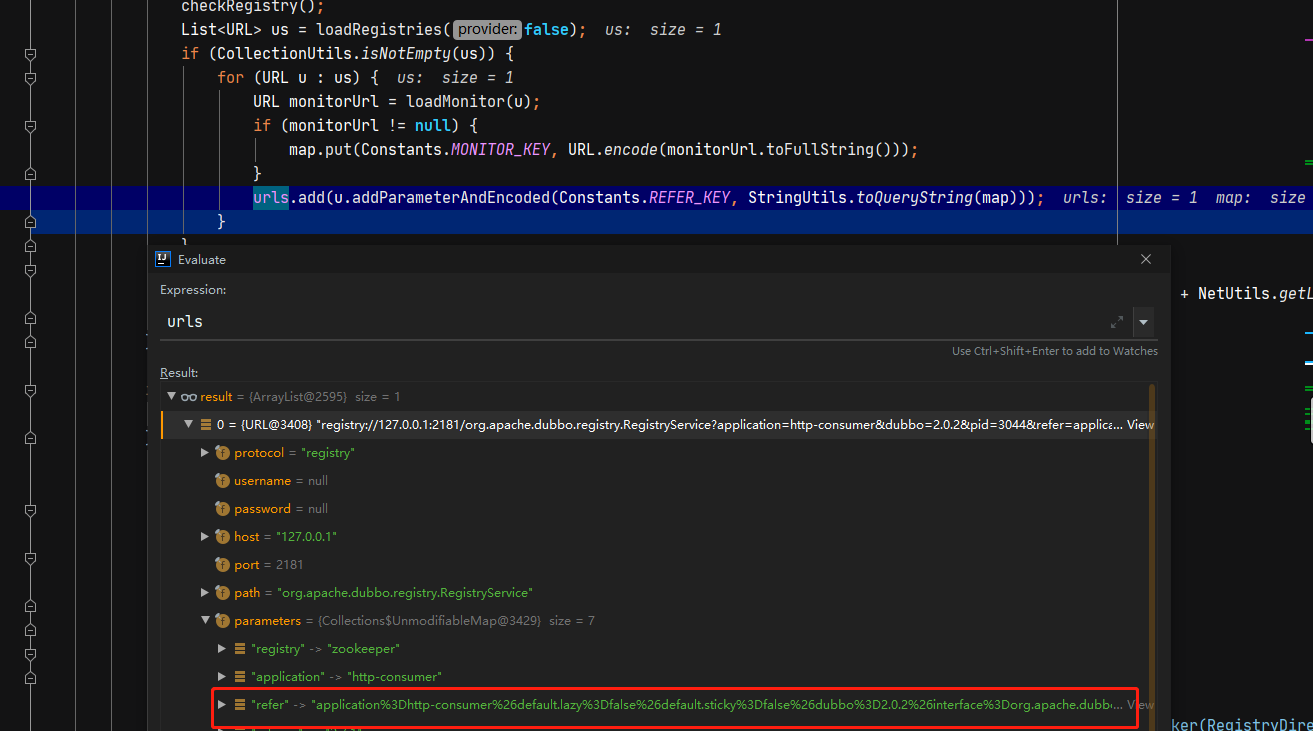 checkRegistry();
List<URL> us = loadRegistries( provider: false);  us:  size = 1
if (CollectionUtils.isNotEmpty(us)) {
for (URL u : us) {  us:  size = 1
URL monitorUrl = loadMonitor(u);
if (monitorUrl != null) {
map.put(Constants.MONITOR_KEY, URL.encode(monitorUrl.toFullString()));
}
urls.add(u.addParameterAndEncoded(Constants.REFER_KEY, StringUtils.toQueryString(map)));  urls:  size = 1  map:  size
}
}
Evaluate
Expression:
+ NetUtils.getL
urls
Use Ctrl+Shift+Enter to add to Watches
Result:
result = {ArrayList@2595}  size = 1
0 = {URL@3408} "registry://127.0.0.1:2181/org.apache.dubbo.registry.RegistryService?application=http-consumer&dubbo=2.0.2&pid=3044&refer=applica... View
protocol = "registry"
username = null
password = null
host = "127.0.0.1"
port = 2181
path = "org.apache.dubbo.registry.RegistryService"
parameters = {Collections$UnmodifiableMap@3429}  size = 7
"registry" -> "zookeeper"
"application" -> "http-consumer"
"refer" -> "application%3Dhttp-consumer%26default.lazy%3Dfalse%26default.sticky%3Dfalse%26dubbo%3D2.0.2%26interface%3Dorg.apache.dubbo... View
ker(RegistryDire